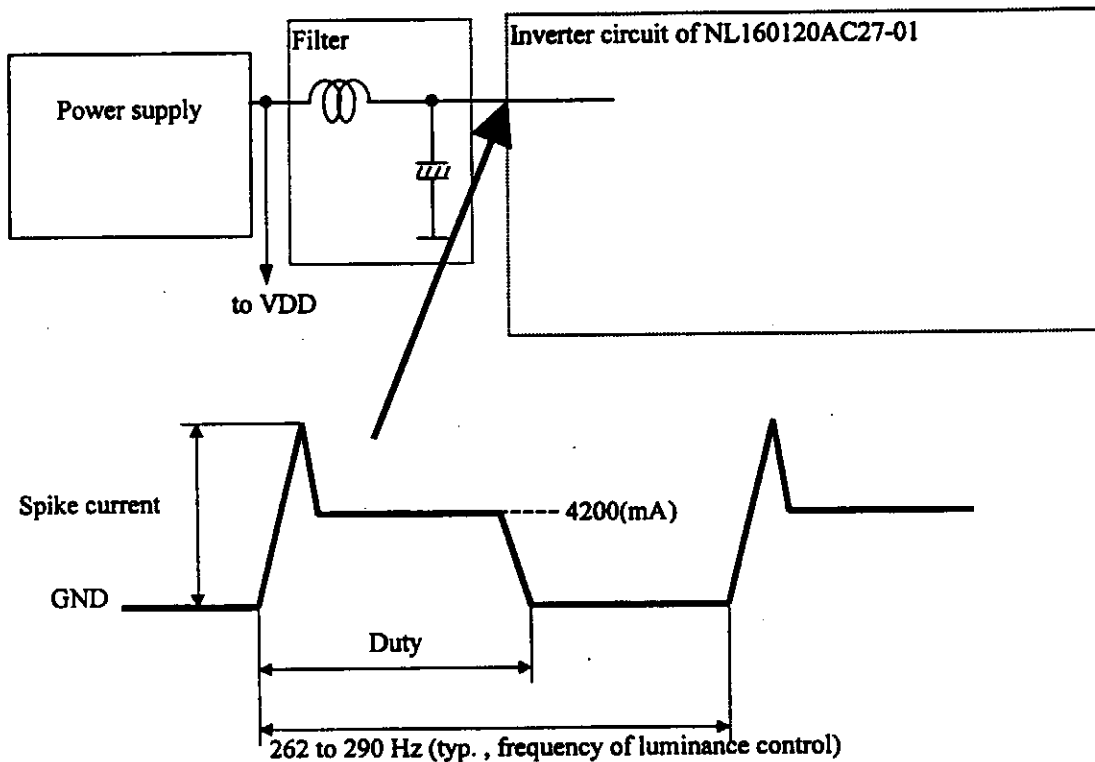 Filter
Inverter circuit of NL160120AC27-01
Power supply
to VDD
Spike current
4200(mA)
GND
Duty
262 to 290 Hz (typ. , frequency of luminance control)